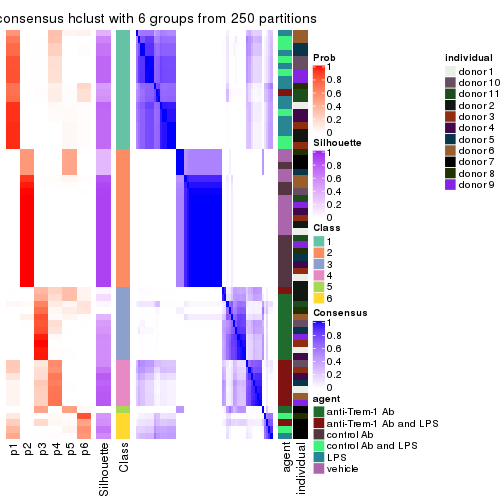 consensus hclust with 6 groups from 250 partitions
Prob
1
0.8
0.6
0.4
0.2
0
Silhouette
1
0.8
0.6
0.4
0.2
0
Class
1
2
3
4
5
6
Consensus
1
0.8
0.6
0.4
0.2
0
agent
anti-Trem-1 Ab
anti-Trem-1 Ab and LPS
control Ab
control Ab and LPS
LPS
vehicle
individual
donor 1
donor 10
donor 11
donor 2
donor 3
donor 4
donor 5
donor 6
donor 7
donor 8
donor 9
p1
p2
p3
p4
p5
p6
Silhouette
Class
agent
individual